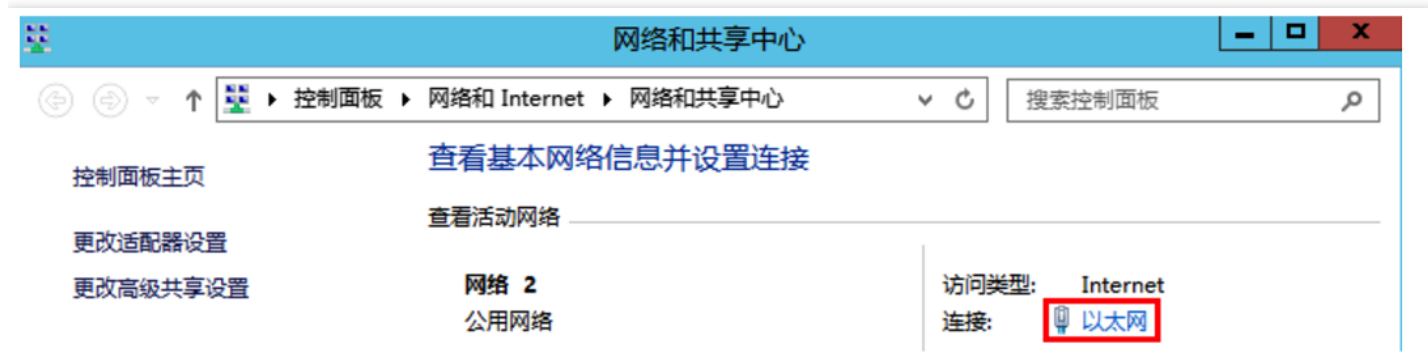 网络和共享中心
控制面板 网络和 Internet 网络和共享中心 搜索控制面板
控制面板主页
更改适配器设置
更改高级共享设置
查看基本网络信息并设置连接
查看活动网络
网络 2
公用网络
访问类型: Internet
连接: 以太网